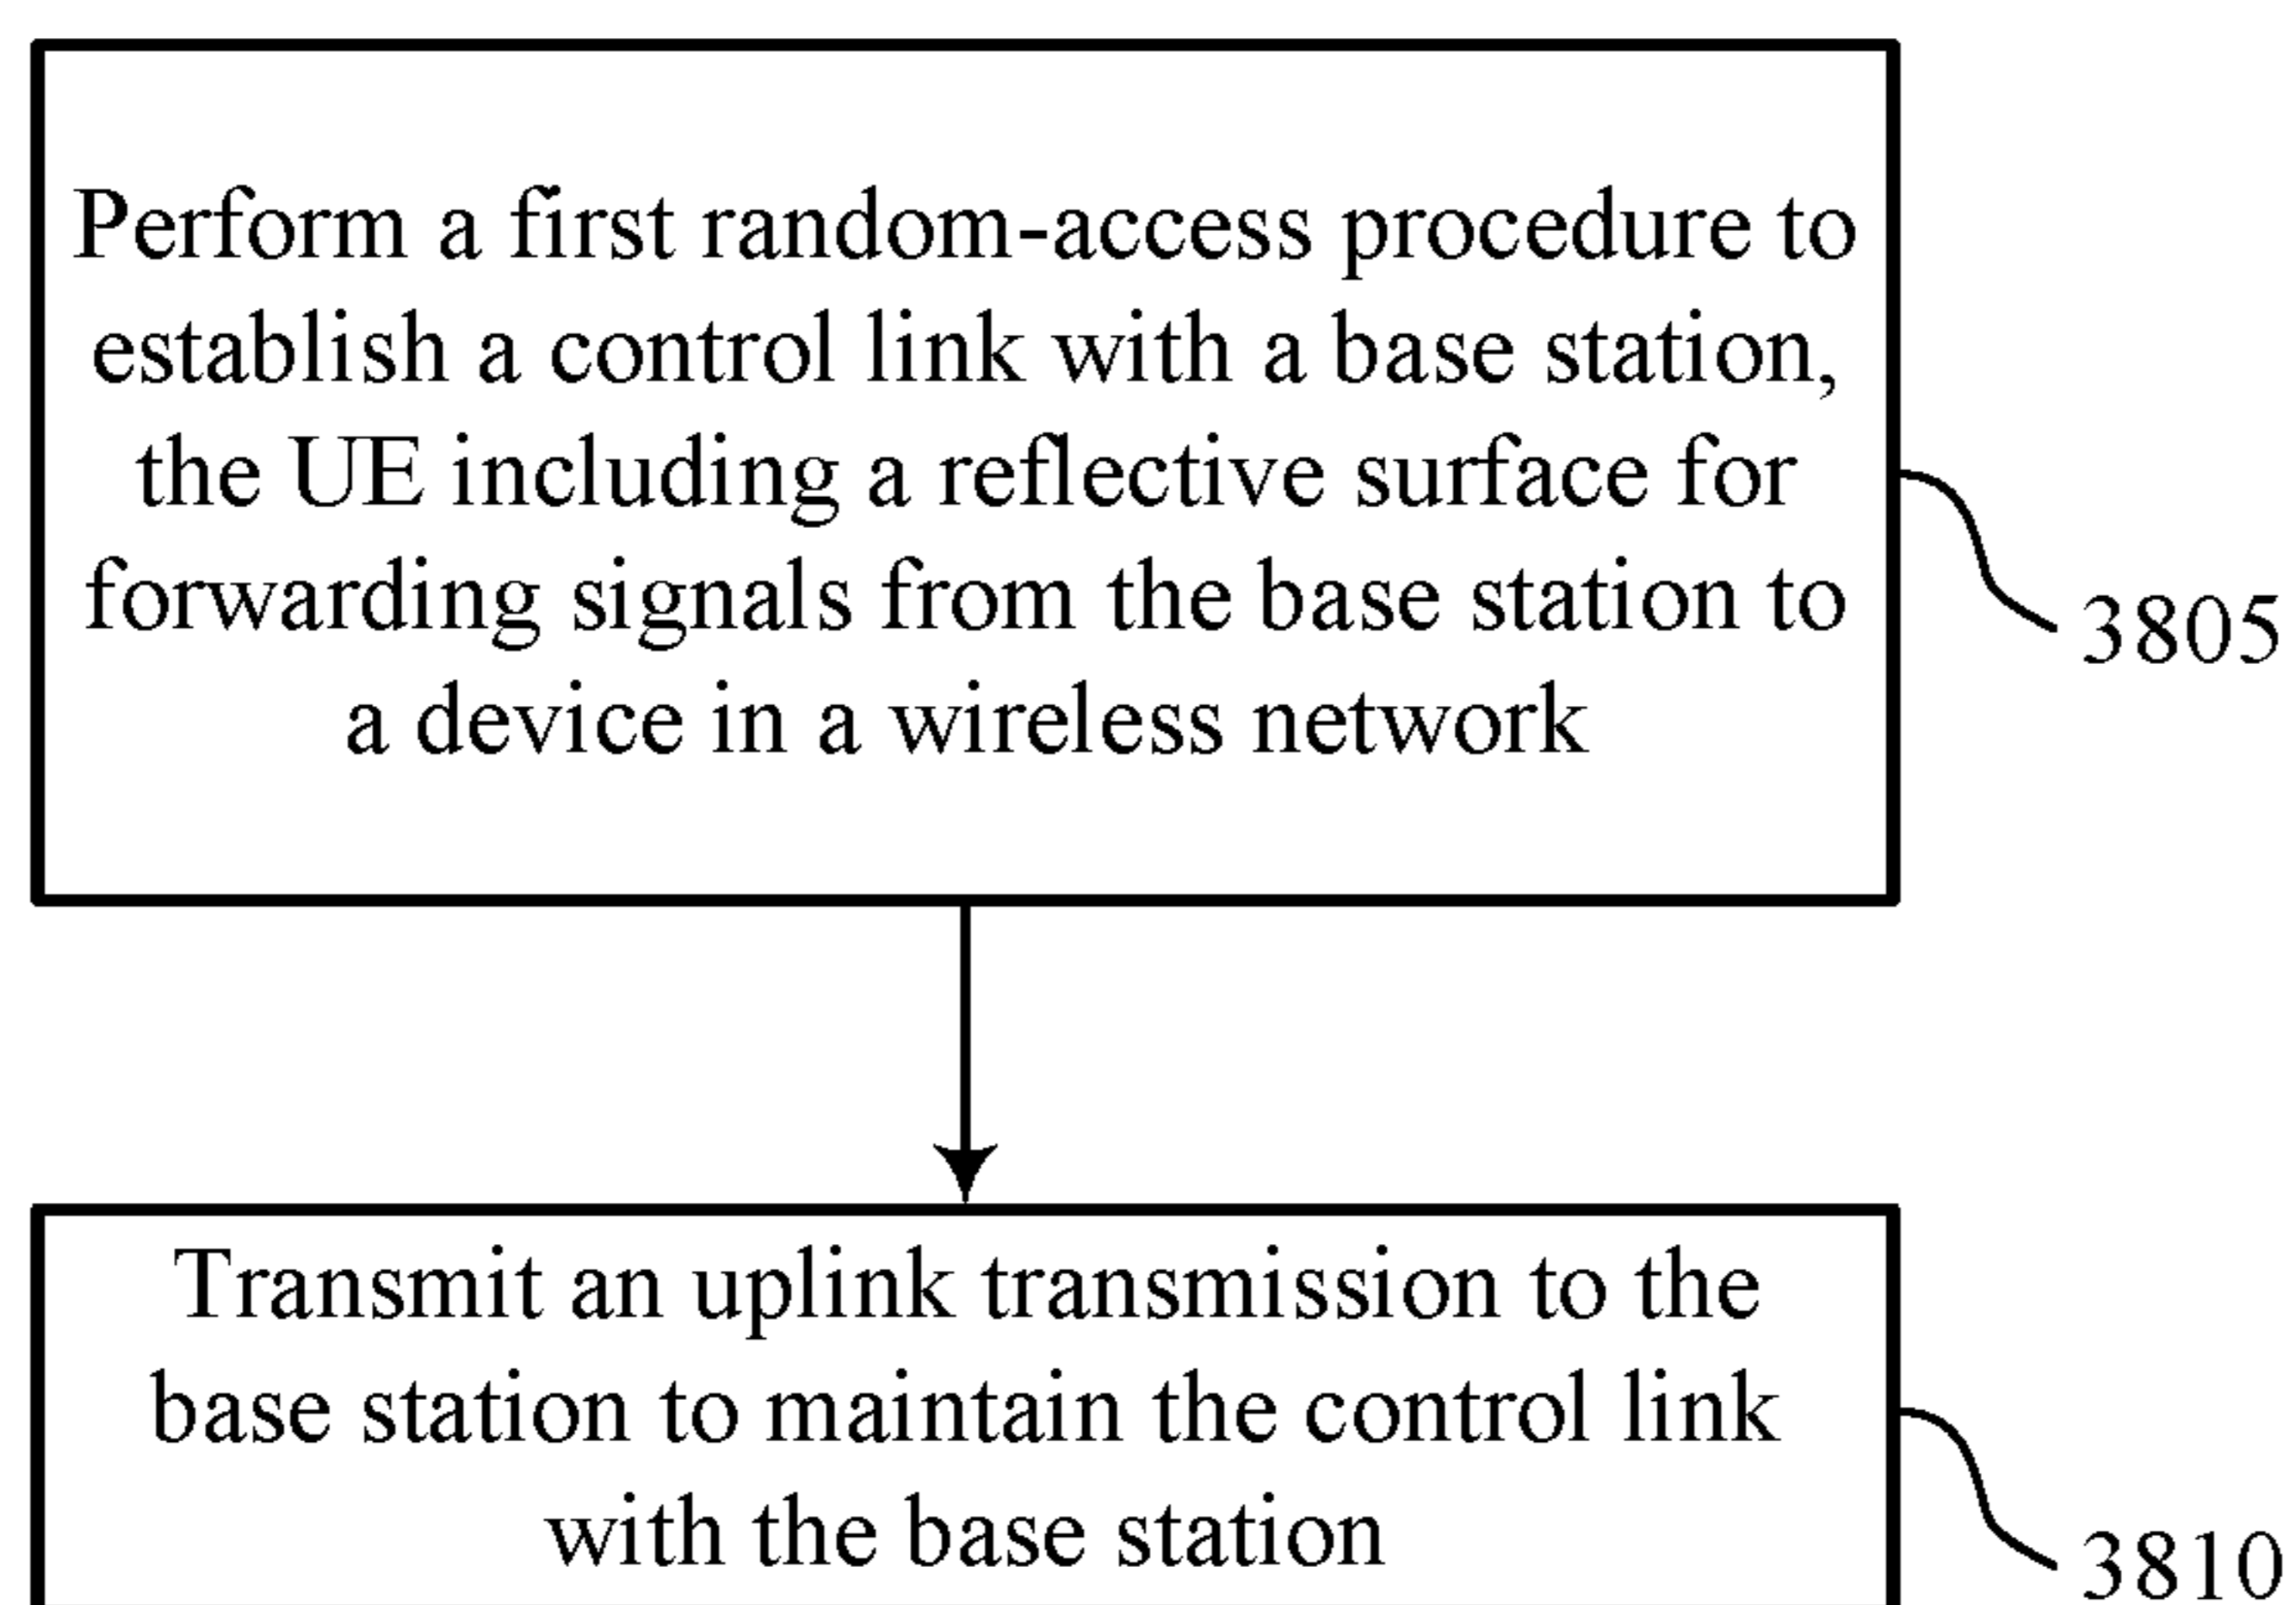 Perform a first random-access procedure to
establish a control link with a base station,
the UE including a reflective surface for
forwarding signals from the base station to
a device in a wireless network
3805
Transmit an uplink transmission to the
base station to maintain the control link
with the base station
3810